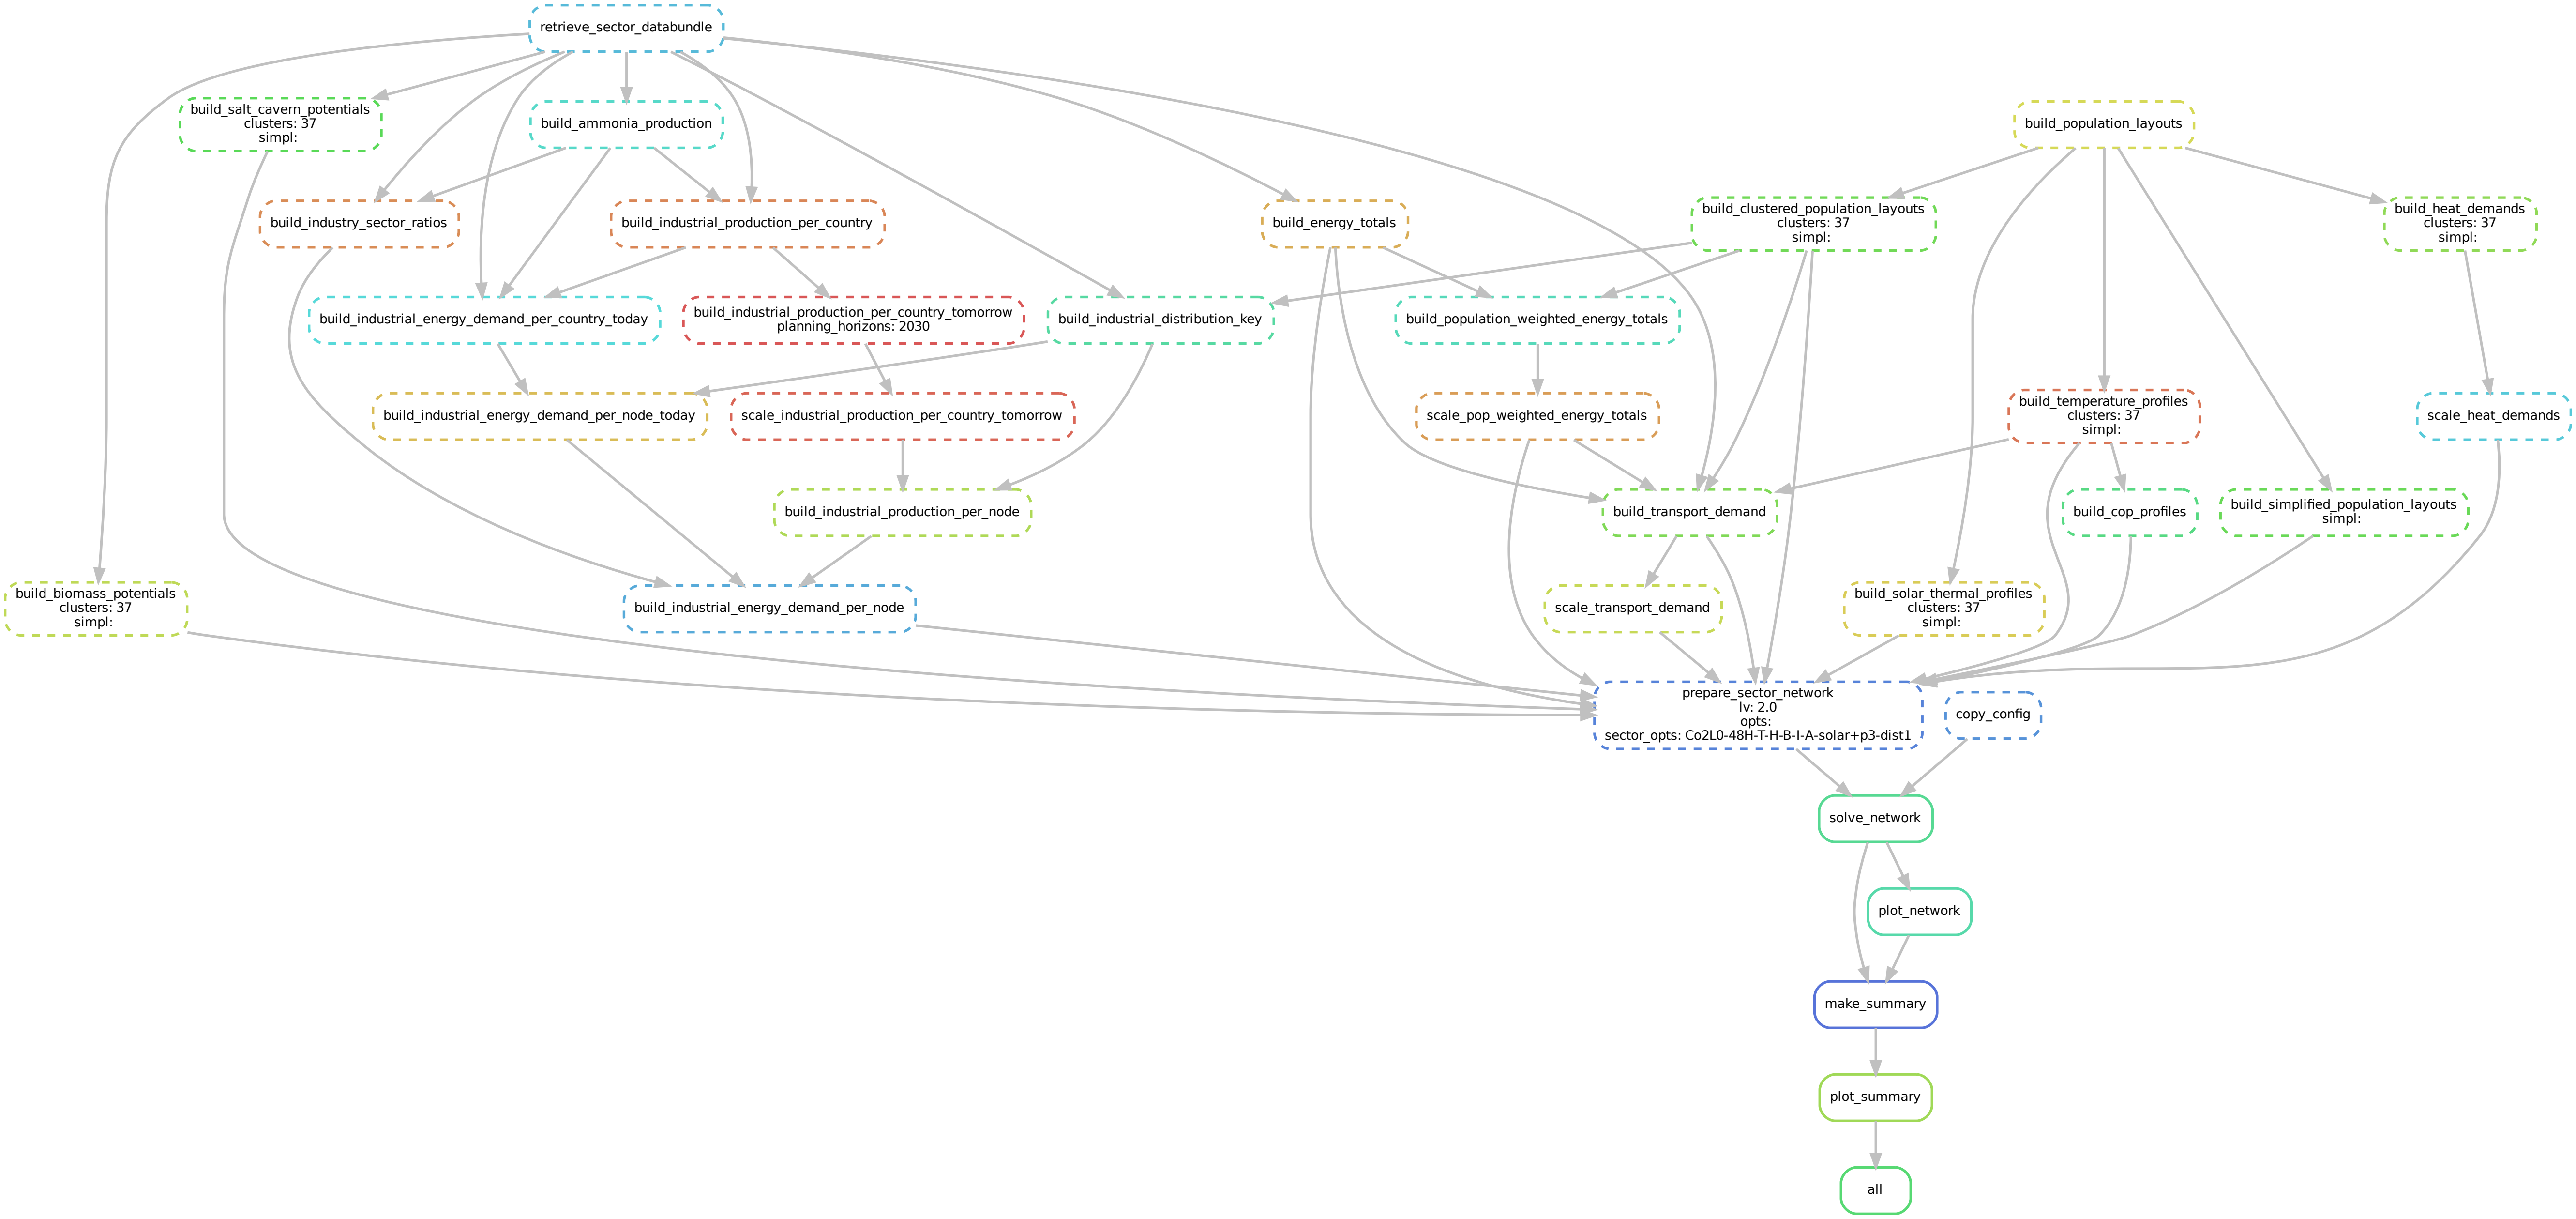 retrieve_sector_databundle
build_salt_cavern_potentials
clusters: 37
simpl:
build_ammonia_production
build_population_layouts
build_industry_sector_ratios
build_industrial_production_per_country
build_energy_totals
build_clustered_population_layouts
clusters: 37
simpl:
build_heat_demands
clusters: 37
simpl:
build_industrial_energy_demand_per_country_today
build_industrial_production_per_country_tomorrow
planning_horizons: 2030
build_industrial_distribution_key
build_population_weighted_energy_totals
build_industrial_energy_demand_per_node_today
scale_industrial_production_per_country_tomorrow
scale_pop_weighted_energy_totals
build_temperature_profiles
clusters: 37
simpl:
scale_heat_demands
build_industrial_production_per_node
build_transport_demand
build_cop_profiles
build_simplified_population_layouts
simpl:
build_biomass_potentials
clusters: 37
simpl:
build_industrial_energy_demand_per_node
scale_transport_demand
build_solar_thermal_profiles
clusters: 37
simpl:
prepare_sector_network
lv: 2.0
opts:
sector_opts: Co2L0-48H-T-H-B-I-A-solar+p3-dist1
copy_config
solve_network
plot_network
make_summary
plot_summary
all